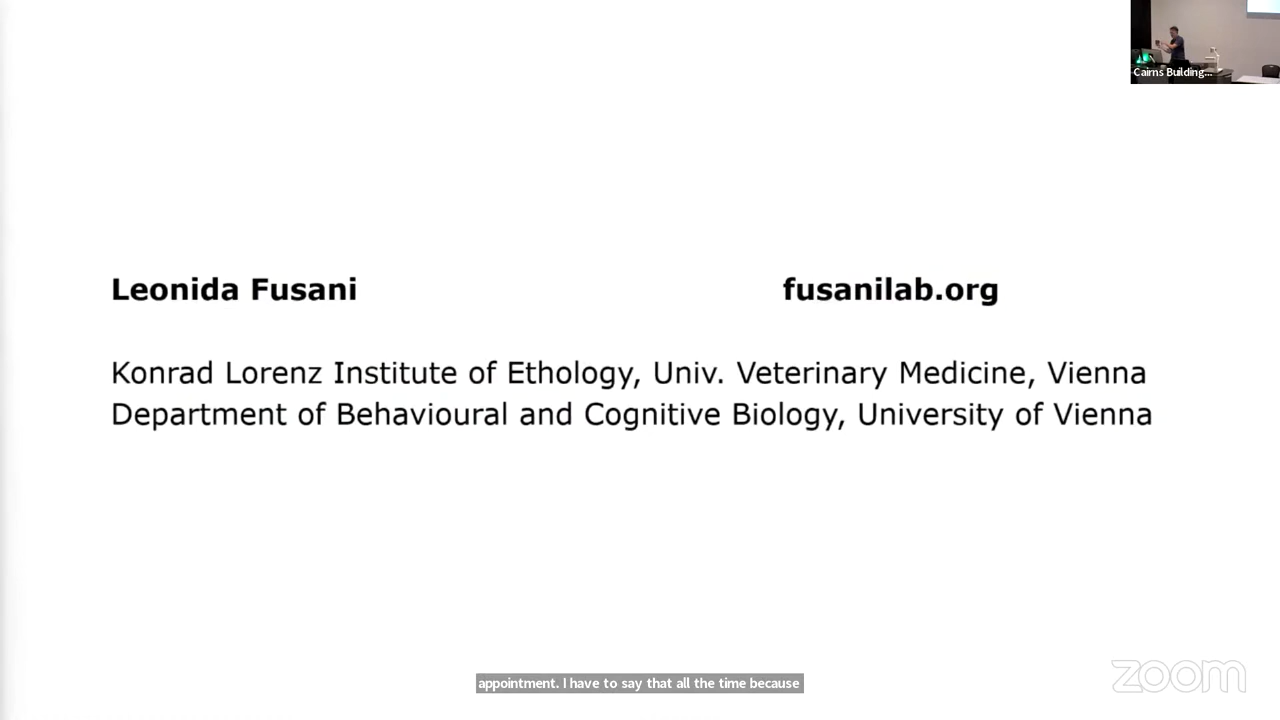 Cairns Building...
Leonida Fusani
fusanilab.org
Konrad Lorenz Institute of Ethology, Univ. Veterinary Medicine, Vienna
Department of Behavioural and Cognitive Biology, University of Vienna
appointment. I have to say that all the time because
zoom